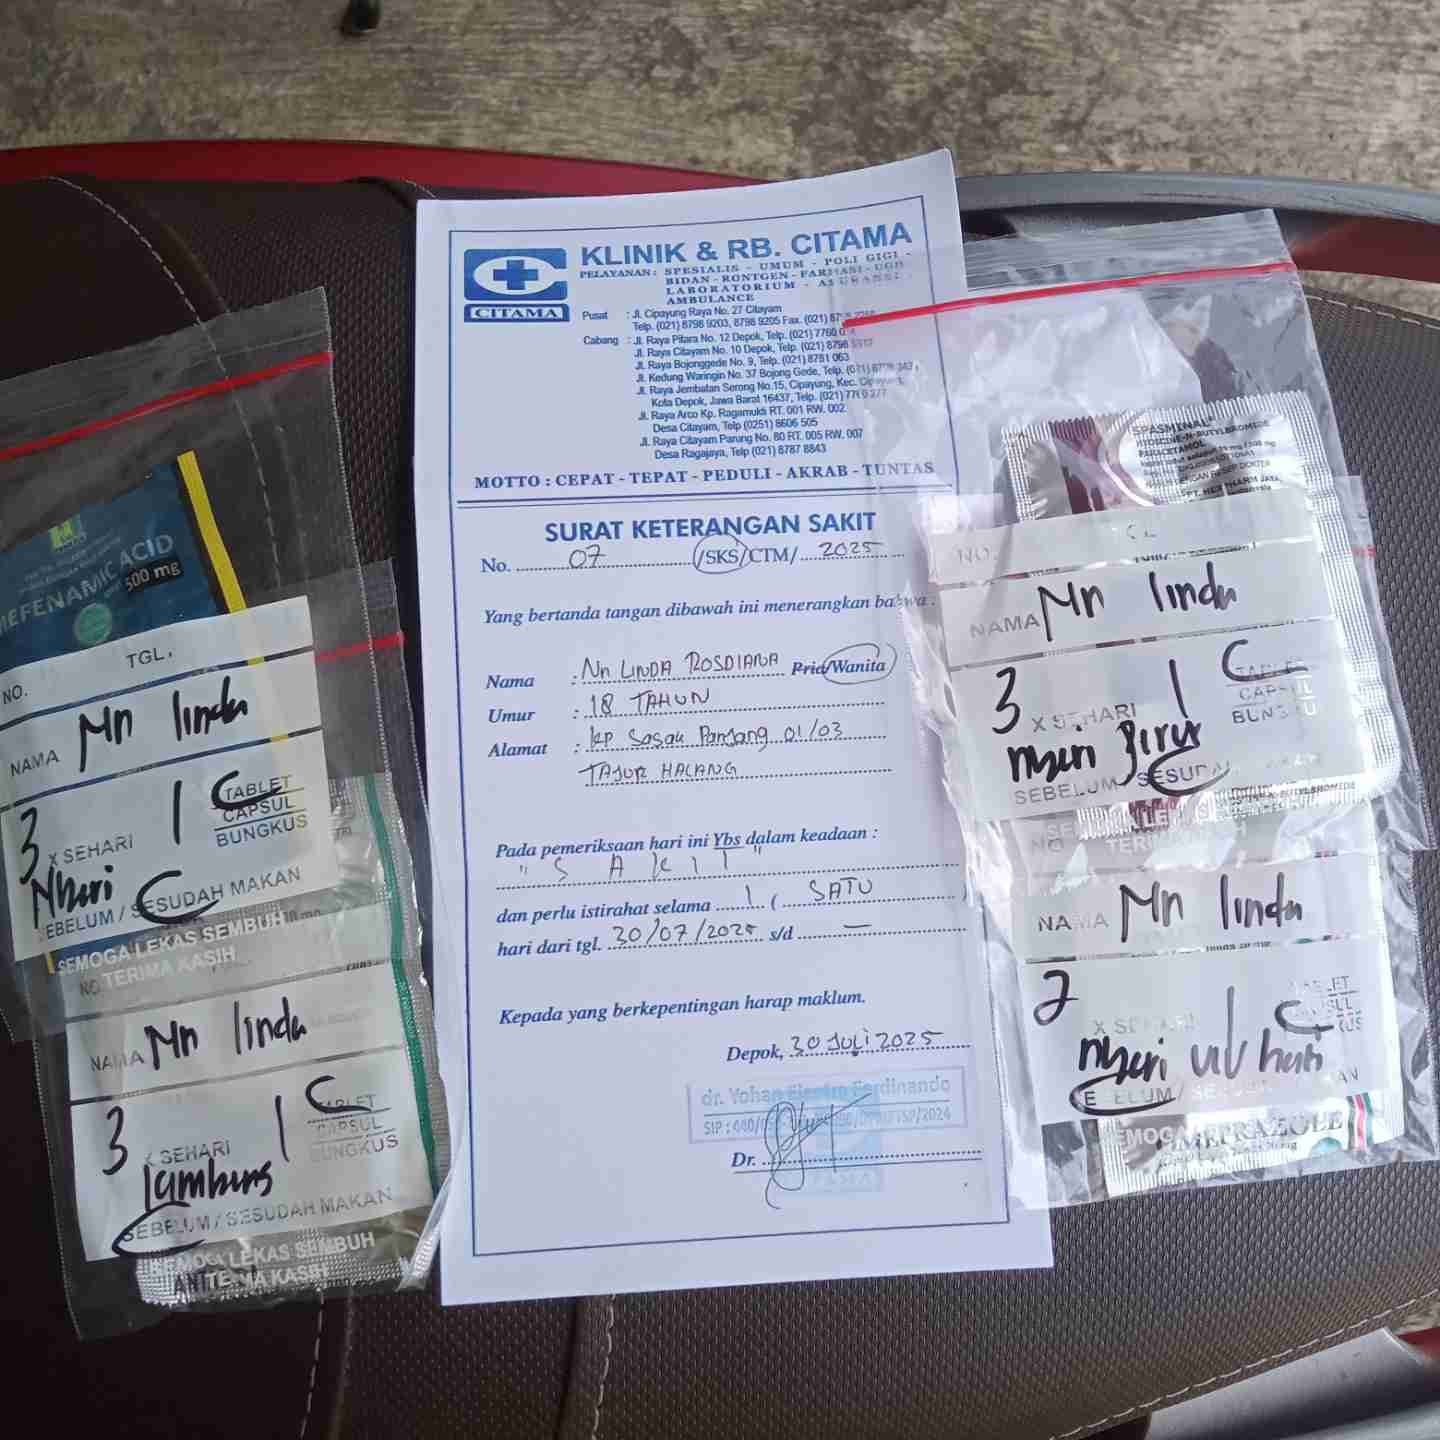 KLINIK & RB. CITAMA
PELAYANAN : SPESIALIS - UMUM - POLI GIGI -
BIDAN - RONTGEN - FARMASI - UGD
LABORATORIUM - ASURANSI -
AMBULANCE
CITAMA
Pusat : Jl. Cipayung Raya No. 27 Citayam
Telp. (021) 8798 9203, 8798 9205 Fax. (021)
Cabang : Jl. Raya Pitara No. 12 Depok, Telp. (021) 7760
Jl. Raya Citayam No. 10 Depok, Telp. (021) 8798
Jl. Raya Bojonggede No. 9, Telp. (021) 8781 063
Jl. Kedung Waringin No. 37 Bojong Gede, Telp. (021)
Jl. Raya Jembatan Serong No.15, Cipayung, Kec. Cipayung,
Kota Depok, Jawa Barat 16437, Telp. (021)
Jl. Raya Arco Kp. Ragamukti RT. 001 RW. 002
Desa Citayam, Telp (0251) 8606 505
Jl. Raya Citayam Parung No. 80 RT. 005 RW. 007
Desa Ragajaya, Telp (021) 8787 8843
MOTTO : CEPAT - TEPAT - PEDULI - AKRAB - TUNTAS
SURAT KETERANGAN SAKIT
No. 07 /SKS/CTM/ 2025
Yang bertanda tangan dibawah ini menerangkan bahwa :
Nama : Nn LINDA ROSDIANA Pria/Wanita
Umur : 18 TAHUN
Alamat : Kp Sasak Panjang 01/03
TAJUR HALANG
Pada pemeriksaan hari ini Ybs dalam keadaan :
" S A K I T "
dan perlu istirahat selama 1 ( SATU )
hari dari tgl. 30/07/2025 s/d —
Kepada yang berkepentingan harap maklum.
Depok, 30 JULI 2025
dr. Yohan Electro Ferdinando
SIP : 440/
Dr.
MEFENAMIC ACID
500 mg
NO. TGL,
NAMA Nn linda
3 X SEHARI 1 TABLET
CAPSUL
BUNGKUS
Nyeri
SEBELUM / SESUDAH MAKAN
SEMOGA LEKAS SEMBUH
TERIMA KASIH
NO.
NAMA Nn linda
3 X SEHARI 1 TABLET
CAPSUL
BUNGKUS
lambung
SEBELUM / SESUDAH MAKAN
SEMOGA LEKAS SEMBUH
TERIMA KASIH
SPASMINAL
PARACETAMOL
NO.
NAMA Nn linda
3 X SEHARI 1 TABLET
CAPSUL
BUNGKUS
nyeri perut
SEBELUM / SESUDAH MAKAN
NO
NAMA Nn linda
2 X SEHARI 1
nyeri ulu hati
SEMOGA
OMEPRAZOLE